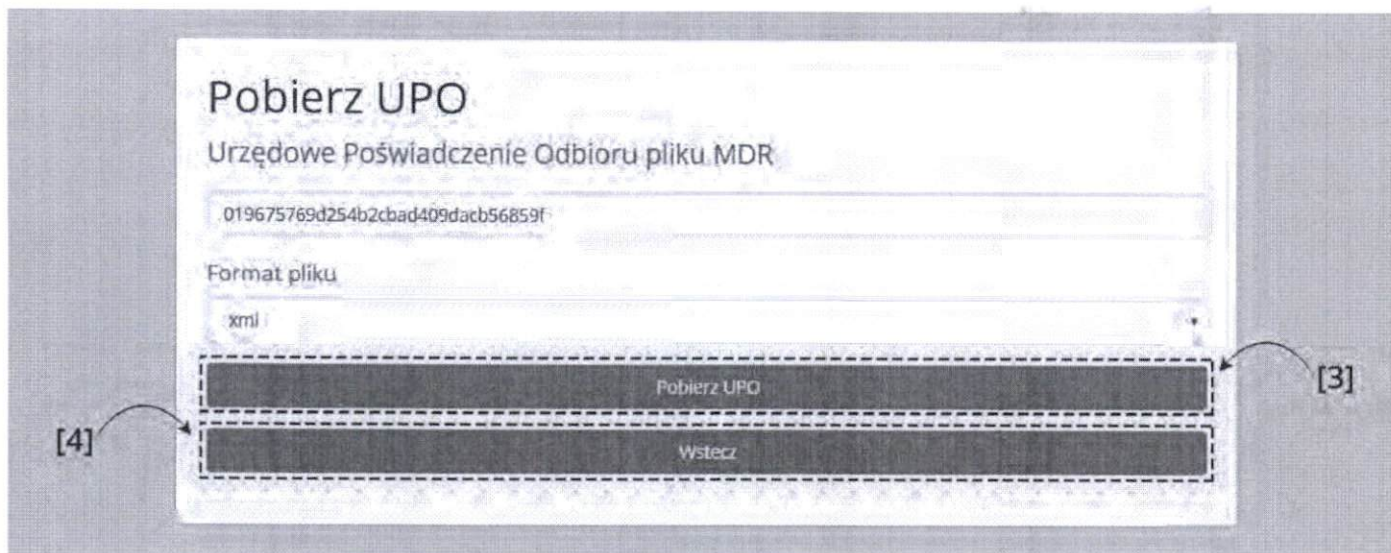 Pobierz UPO
Urzędowe Poświadczenie Odbioru pliku MDR
019675769d254b2cbad409dacb56859f
Format pliku
xml
Pobierz UPO
[3]
[4]
Wstecz